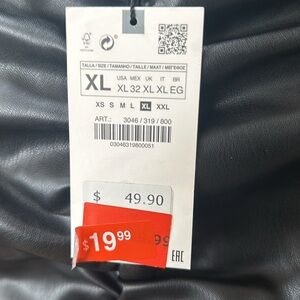 TALLA / SIZE / TAMANHO / TAILLE / MAAT /
XL
USA MEX UK IT BR
XL 32 XL XL EG
XS S M L XL XXL
ART.: 3046 / 319 / 800
03046319800051
$ 49.90
$19 99
99
EAC